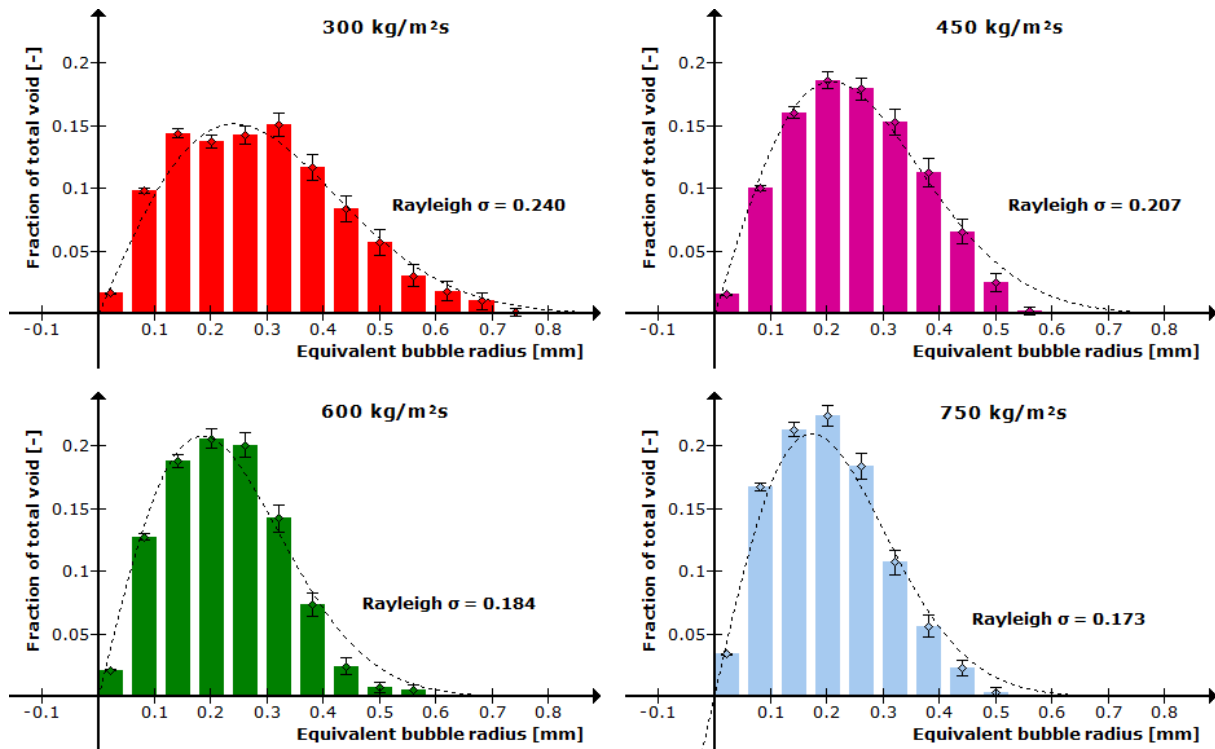 300 kg/m²s
Fraction of total void [-]
0.2
0.15
0.1
0.05
Rayleigh σ = 0.240
-0.1 0.1 0.2 0.3 0.4 0.5 0.6 0.7 0.8
Equivalent bubble radius [mm]
450 kg/m²s
Fraction of total void [-]
0.2
0.15
0.1
0.05
Rayleigh σ = 0.207
-0.1 0.1 0.2 0.3 0.4 0.5 0.6 0.7 0.8
Equivalent bubble radius [mm]
600 kg/m²s
Fraction of total void [-]
0.2
0.15
0.1
0.05
Rayleigh σ = 0.184
-0.1 0.1 0.2 0.3 0.4 0.5 0.6 0.7 0.8
Equivalent bubble radius [mm]
750 kg/m²s
Fraction of total void [-]
0.2
0.15
0.1
0.05
Rayleigh σ = 0.173
-0.1 0.1 0.2 0.3 0.4 0.5 0.6 0.7 0.8
Equivalent bubble radius [mm]